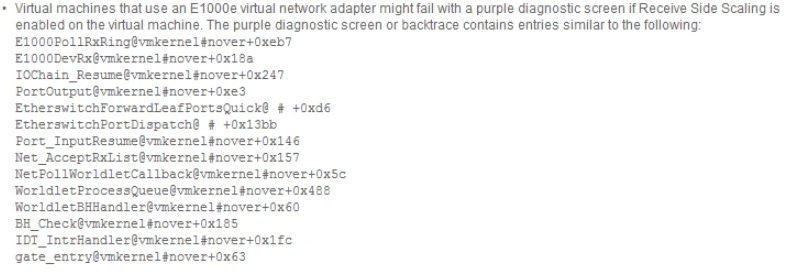 • Virtual machines that use an E1000e virtual network adapter might fail with a purple diagnostic screen if Receive Side Scaling is
enabled on the virtual machine. The purple diagnostic screen or backtrace contains entries similar to the following:
E1000PollRxRing@vmkernel#nover+0xeb7
E1000DevRx@vmkernel#nover+0x18a
IOChain_Resume@vmkernel#nover+0x247
PortOutput@vmkernel#nover+0xe3
EtherswitchForwardLeafPortsQuick@ # +0xd6
EtherswitchPortDispatch@ # +0x13bb
Port_InputResume@vmkernel#nover+0x146
Net_AcceptRxList@vmkernel#nover+0x157
NetPollWorldletCallback@vmkernel#nover+0x5c
WorldletProcessQueue@vmkernel#nover+0x488
WorldletBHHandler@vmkernel#nover+0x60
BH_Check@vmkernel#nover+0x185
IDT_IntrHandler@vmkernel#nover+0x1fc
gate_entry@vmkernel#nover+0x63